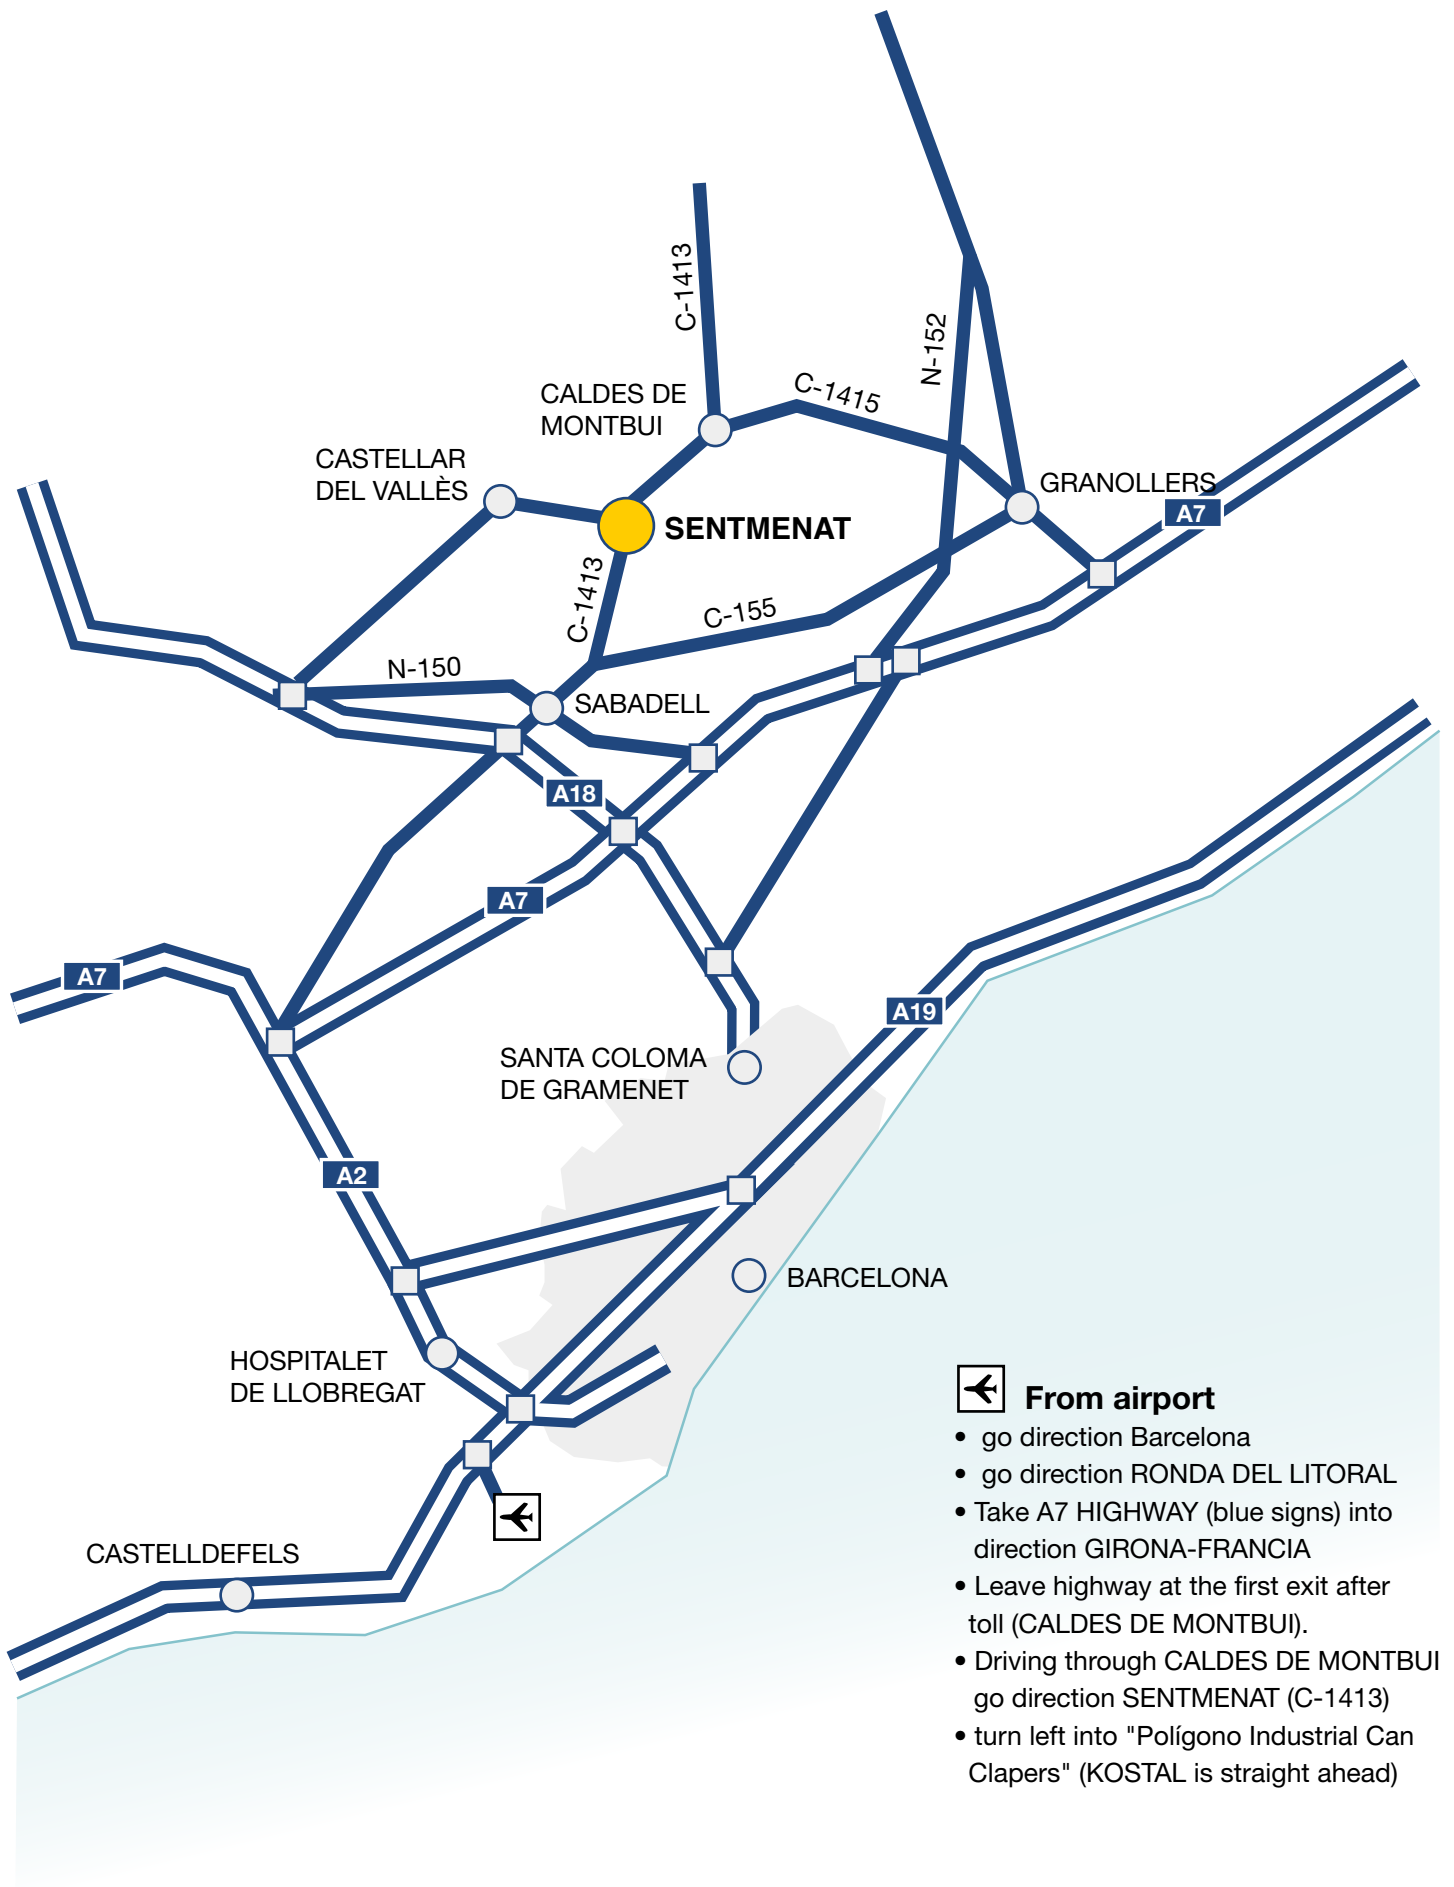 C-1413
N-152
CALDES DE
MONTBUI
C-1415
CASTELLAR
DEL VALLÈS
GRANOLLERS
A7
SENTMENAT
C-1413
C-155
N-150
SABADELL
A18
A7
A7
A19
SANTA COLOMA
DE GRAMENET
A2
BARCELONA
HOSPITALET
DE LLOBREGAT
CASTELLDEFELS
From airport
• go direction Barcelona
• go direction RONDA DEL LITORAL
• Take A7 HIGHWAY (blue signs) into
direction GIRONA-FRANCIA
• Leave highway at the first exit after
toll (CALDES DE MONTBUI).
• Driving through CALDES DE MONTBUI
go direction SENTMENAT (C-1413)
• turn left into "Polígono Industrial Can
Clapers" (KOSTAL is straight ahead)